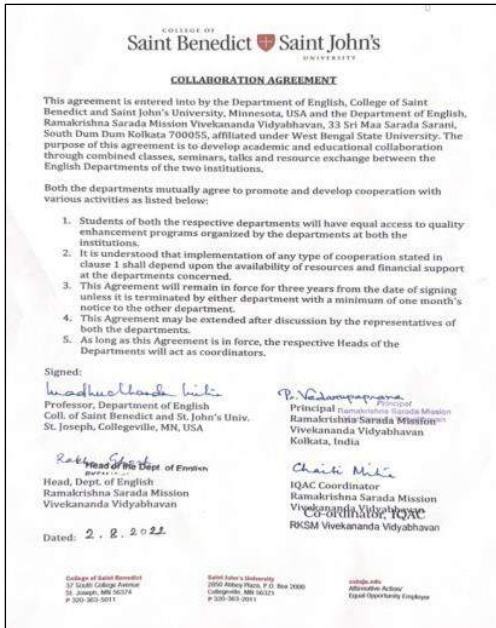 COLLEGE OF
Saint Benedict Saint John's
UNIVERSITY
COLLABORATION AGREEMENT
This agreement is entered into by the Department of English, College of Saint
Benedict and Saint John's University, Minnesota, USA and the Department of English,
Ramakrishna Sarada Mission Vivekananda Vidyabhavan, 33 Sri Maa Sarada Sarani,
South Dum Dum Kolkata 700055, affiliated under West Bengal State University. The
purpose of this agreement is to develop academic and educational collaboration
through combined classes, seminars, talks and resource exchange between the
English Departments of the two institutions.
Both the departments mutually agree to promote and develop cooperation with
various activities as listed below:
1. Students of both the respective departments will have equal access to quality
enhancement programs organized by the departments at both the
institutions.
2. It is understood that implementation of any type of cooperation stated in
clause 1 shall depend upon the availability of resources and financial support
at the departments concerned.
3. This Agreement will remain in force for three years from the date of signing
unless it is terminated by either department with a minimum of one month's
notice to the other department.
4. This Agreement may be extended after discussion by the representatives of
both the departments.
5. As long as this Agreement is in force, the respective Heads of the
Departments will act as coordinators.
Signed:
Professor, Department of English
Coll. of Saint Benedict and St. John's Univ.
St. Joseph, Collegeville, MN, USA
Principal
Principal Ramakrishna Sarada Mission
Ramakrishna Sarada Mission
Vivekananda Vidyabhavan
Kolkata, India
Head of the Dept of English
Head, Dept. of English
Ramakrishna Sarada Mission
Vivekananda Vidyabhavan
Chaiti Mitra
IQAC Coordinator
Ramakrishna Sarada Mission
Vivekananda Vidyabhavan
Co-ordinator, IQAC
RKSM Vivekananda Vidyabhavan
Dated: 2.8.2022
College of Saint Benedict
37 South College Avenue
St. Joseph, MN 56374
P 320-363-5011
Saint John's University
2850 Abbey Plaza, P.O. Box 2000
Collegeville, MN 56321
P 320-363-2011
csbsju.edu
Affirmative Action/
Equal Opportunity Employer